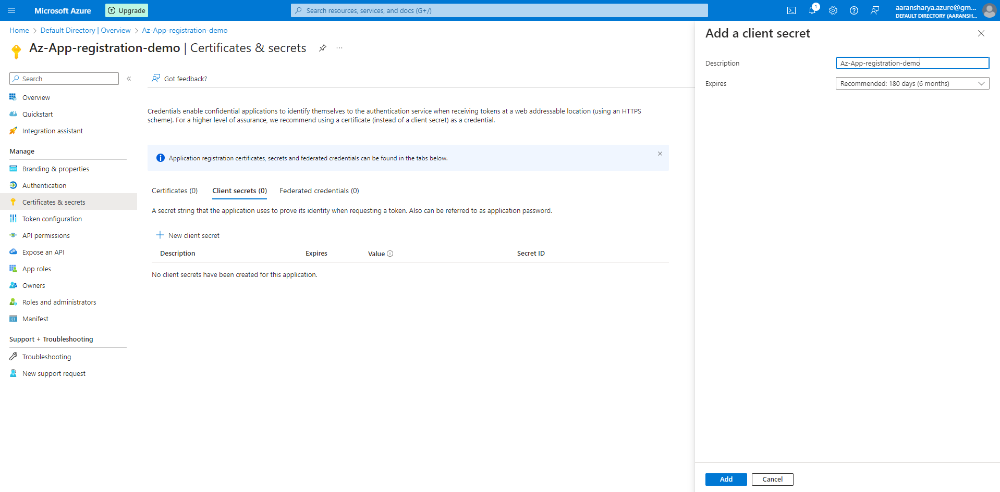 Microsoft Azure
Upgrade
Search resources, services, and docs (G+/)
1
aaransharya.azure@gm...
DEFAULT DIRECTORY (AARANSH...
Home > Default Directory | Overview > Az-App-registration-demo
Az-App-registration-demo | Certificates & secrets
...
Search
«
Overview
Quickstart
Integration assistant
Manage
Branding & properties
Authentication
Certificates & secrets
Token configuration
API permissions
Expose an API
App roles
Owners
Roles and administrators
Manifest
Support + Troubleshooting
Troubleshooting
New support request
Got feedback?
Credentials enable confidential applications to identify themselves to the authentication service when receiving tokens at a web addressable location (using an HTTPS
scheme). For a higher level of assurance, we recommend using a certificate (instead of a client secret) as a credential.
Application registration certificates, secrets and federated credentials can be found in the tabs below.
Certificates (0) Client secrets (0) Federated credentials (0)
A secret string that the application uses to prove its identity when requesting a token. Also can be referred to as application password.
New client secret
Description Expires Value Secret ID
No client secrets have been created for this application.
Add a client secret
Description Az-App-registration-demo
Expires Recommended: 180 days (6 months)
Add Cancel